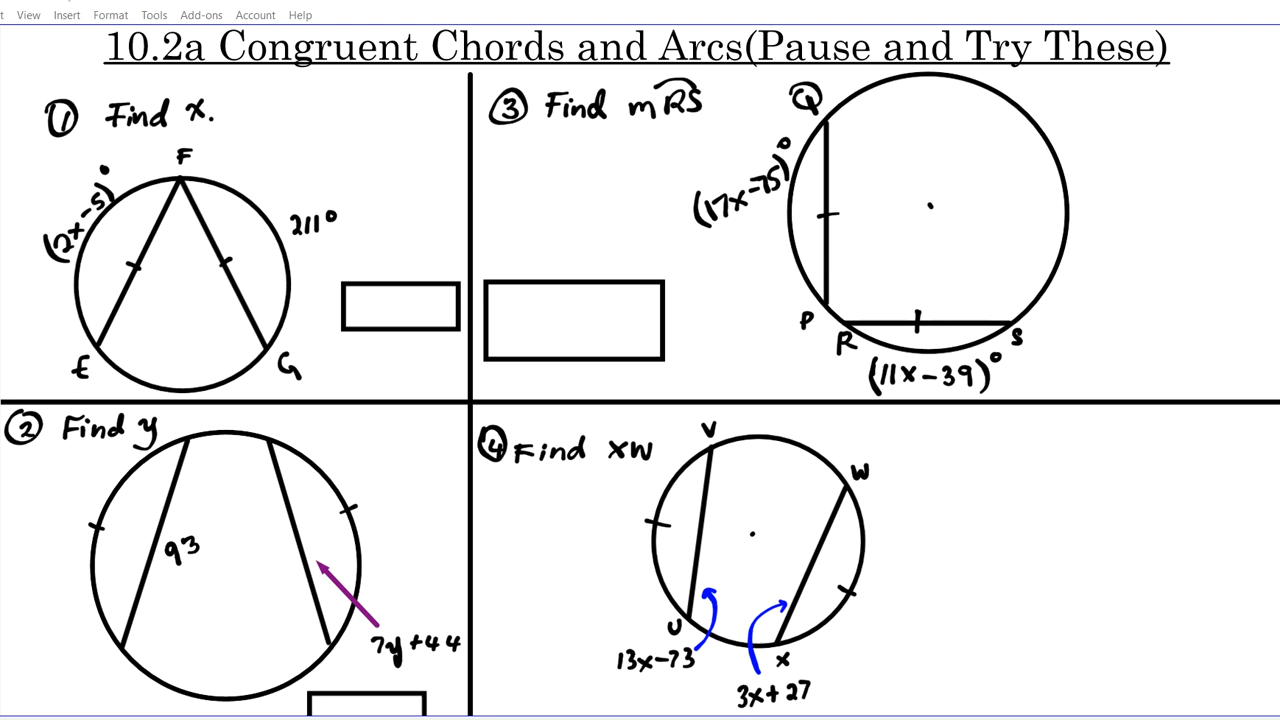 View Insert Format Tools Add-ons Account Help
10.2a Congruent Chords and Arcs(Pause and Try These)
① Find x.
F
(2x-5)°
211°
E
G
② Find y
93
7y+44
③ Find mRS
Q
(17x-75)°
P
R
S
(11x-39)°
④ Find XW
V
W
U
X
13x-73
3x+27